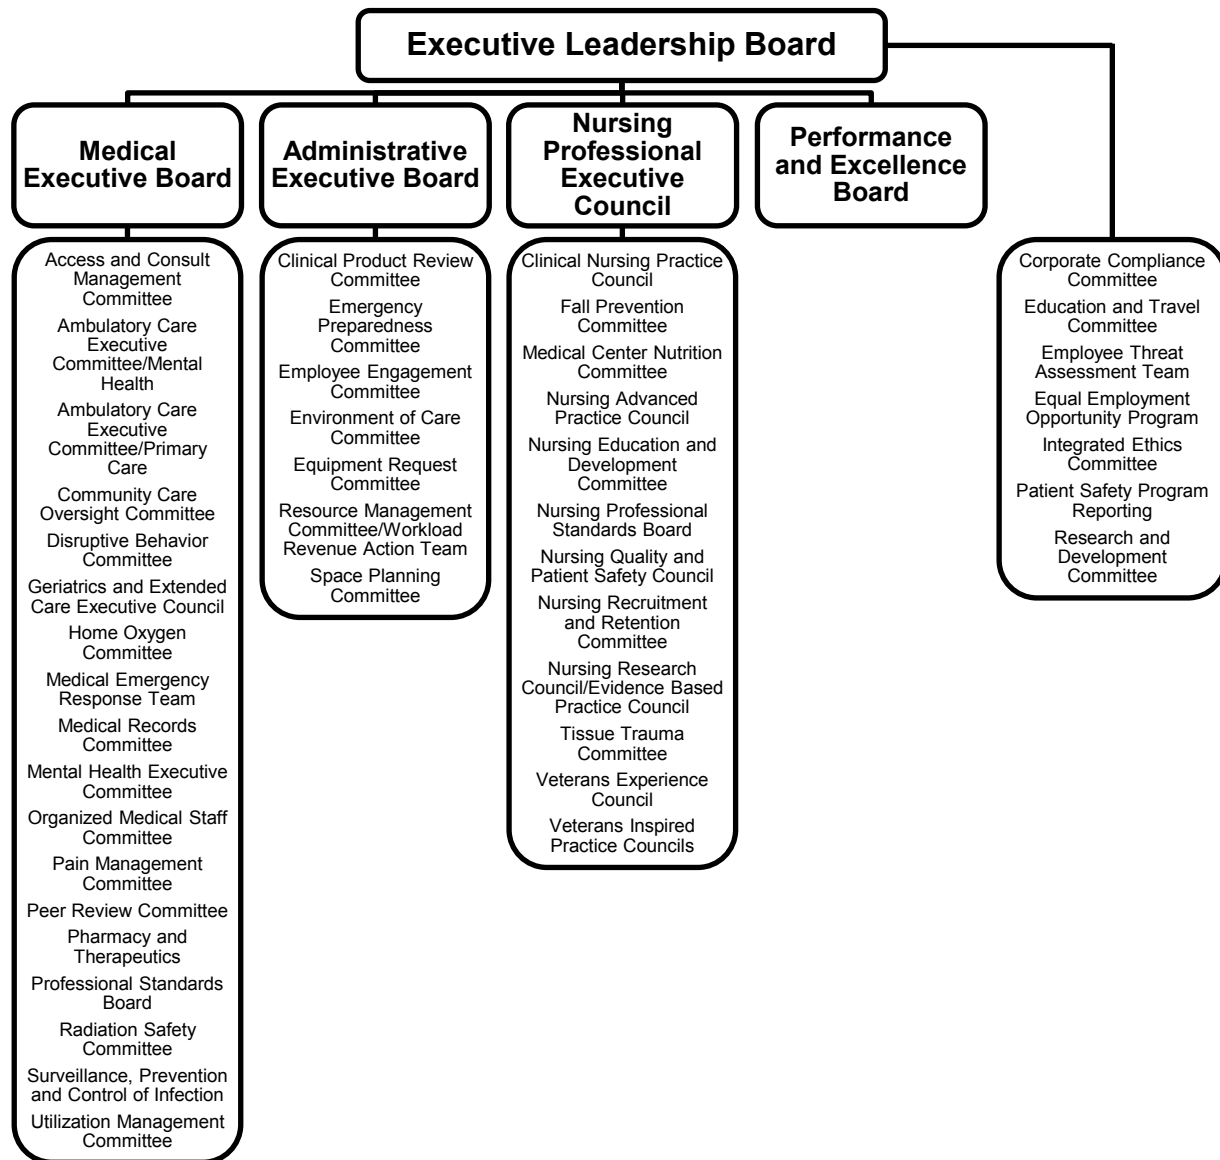 Executive Leadership Board
Medical
Executive Board
Administrative
Executive Board
Nursing
Professional
Executive
Council
Performance
and Excellence
Board
Access and Consult
Management
Committee
Ambulatory Care
Executive
Committee/Mental
Health
Ambulatory Care
Executive
Committee/Primary
Care
Community Care
Oversight Committee
Disruptive Behavior
Committee
Geriatrics and Extended
Care Executive Council
Home Oxygen
Committee
Medical Emergency
Response Team
Medical Records
Committee
Mental Health Executive
Committee
Organized Medical Staff
Committee
Pain Management
Committee
Peer Review Committee
Pharmacy and
Therapeutics
Professional Standards
Board
Radiation Safety
Committee
Surveillance, Prevention
and Control of Infection
Utilization Management
Committee
Clinical Product Review
Committee
Emergency
Preparedness
Committee
Employee Engagement
Committee
Environment of Care
Committee
Equipment Request
Committee
Resource Management
Committee/Workload
Revenue Action Team
Space Planning
Committee
Clinical Nursing Practice
Council
Fall Prevention
Committee
Medical Center Nutrition
Committee
Nursing Advanced
Practice Council
Nursing Education and
Development
Committee
Nursing Professional
Standards Board
Nursing Quality and
Patient Safety Council
Nursing Recruitment
and Retention
Committee
Nursing Research
Council/Evidence Based
Practice Council
Tissue Trauma
Committee
Veterans Experience
Council
Veterans Inspired
Practice Councils
Corporate Compliance
Committee
Education and Travel
Committee
Employee Threat
Assessment Team
Equal Employment
Opportunity Program
Integrated Ethics
Committee
Patient Safety Program
Reporting
Research and
Development
Committee